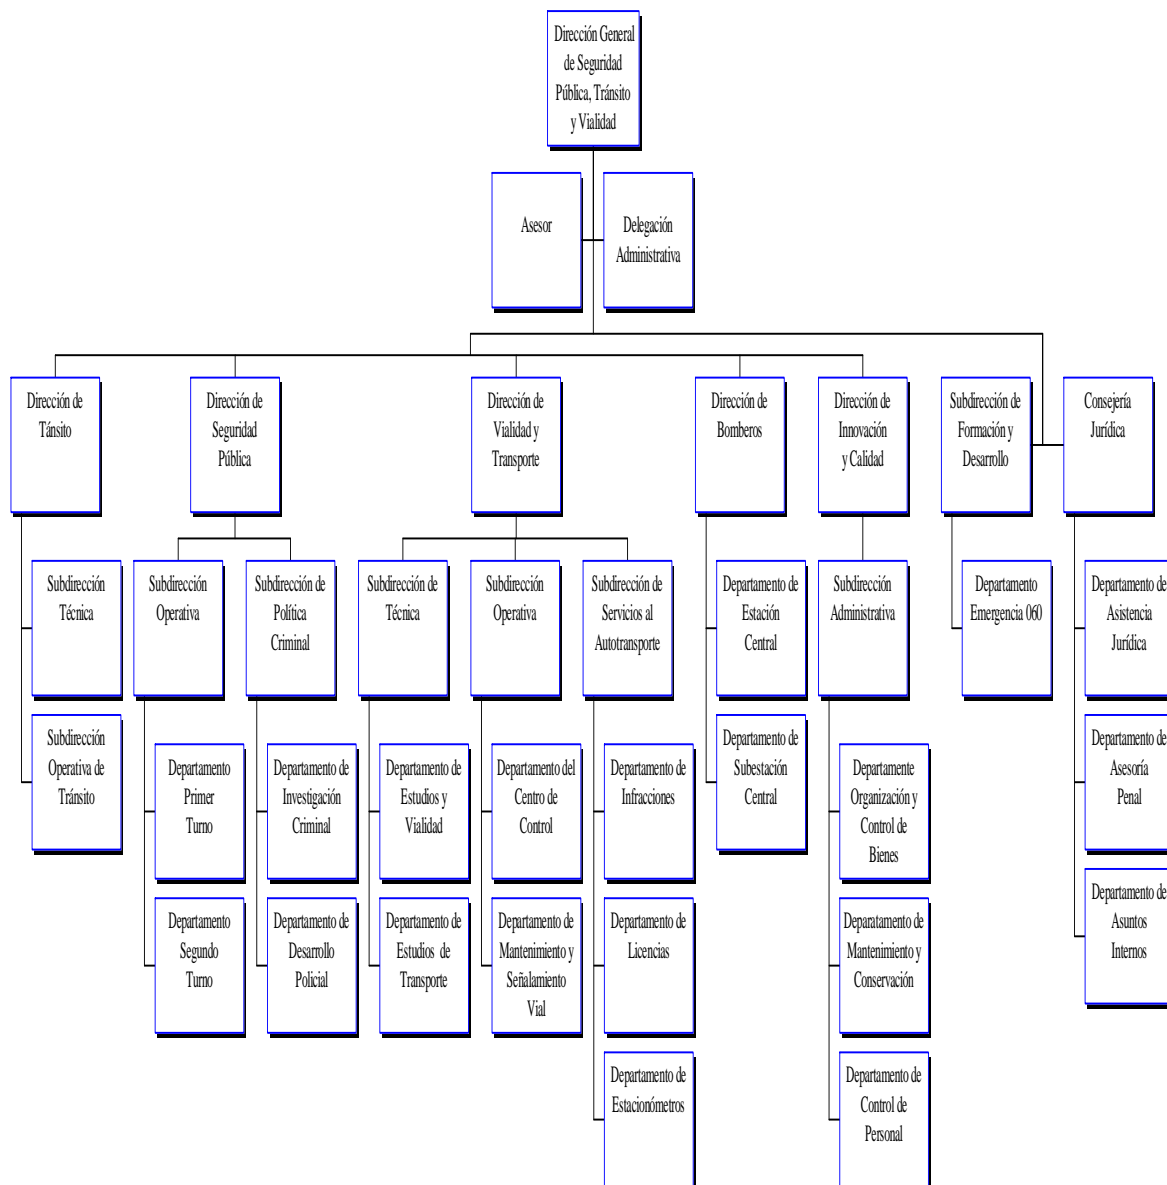 Dirección General
de Seguridad
Pública, Tránsito
y Vialidad
Asesor
Delegación
Administrativa
Dirección de
Tánsito
Dirección de
Seguridad
Pública
Dirección de
Vialidad y
Transporte
Dirección de
Bomberos
Dirección de
Innovación
y Calidad
Subdirección de
Formación y
Desarrollo
Consejería
Jurídica
Subdirección
Técnica
Subdirección
Operativa
Subdirección de
Política
Criminal
Subdirección de
Técnica
Subdirección
Operativa
Subdirección de
Servicios al
Autotransporte
Departamento de
Estación
Central
Subdirección
Administrativa
Departamento
Emergencia 060
Departamento de
Asistencia
Jurídica
Subdirección
Operativa de
Tránsito
Departamento
Primer
Turno
Departamento de
Investigación
Criminal
Departamento de
Estudios y
Vialidad
Departamento del
Centro de
Control
Departamento de
Infracciones
Departamento de
Subestación
Central
Departamente
Organización y
Control de
Bienes
Departamento de
Asesoría
Penal
Departamento
Segundo
Turno
Departamento de
Desarrollo
Policial
Departamento de
Estudios de
Transporte
Departamento de
Mantenimiento y
Señalamiento
Vial
Departamento de
Licencias
Deparatamento de
Mantenimiento y
Conservación
Departamento de
Asuntos
Internos
Departamento de
Estacionómetros
Departamento de
Control de
Personal